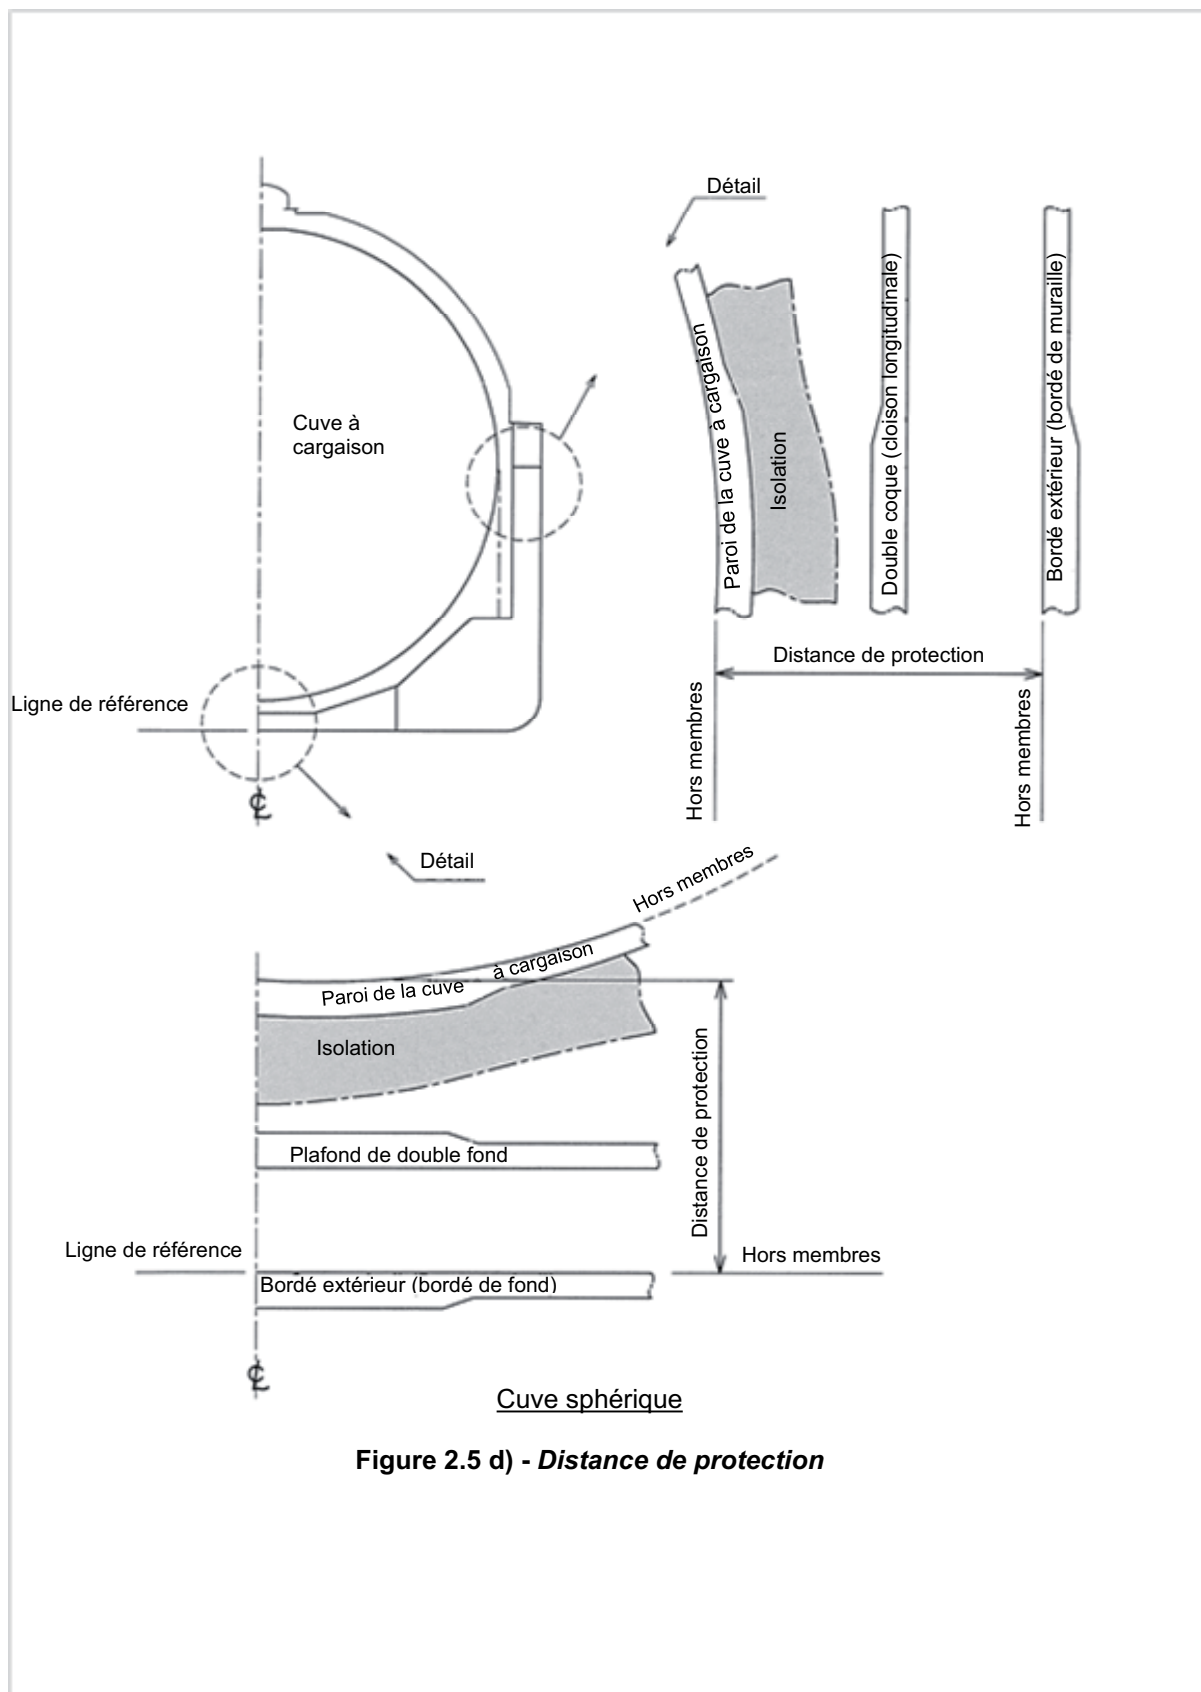 Détail
Cuve à
cargaison
Paroi de la cuve à cargaison
Isolation
Double coque (cloison longitudinale)
Bordé extérieur (bordé de muraille)
Distance de protection
Ligne de référence
Hors membres
Hors membres
℄
Détail
Hors membres
Paroi de la cuve à cargaison
Isolation
Distance de protection
Plafond de double fond
Ligne de référence
Hors membres
Bordé extérieur (bordé de fond)
℄
Cuve sphérique
Figure 2.5 d) - Distance de protection